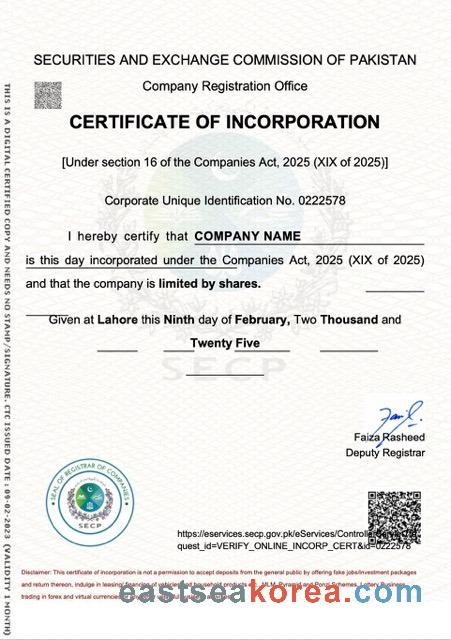 SECURITIES AND EXCHANGE COMMISSION OF PAKISTAN
Company Registration Office
CERTIFICATE OF INCORPORATION
[Under section 16 of the Companies Act, 2025 (XIX of 2025)]
Corporate Unique Identification No. 0222578
I hereby certify that COMPANY NAME
is this day incorporated under the Companies Act, 2025 (XIX of 2025)
and that the company is limited by shares.
Given at Lahore this Ninth day of February, Two Thousand and
Twenty Five
SECP
Faiza Rasheed
Deputy Registrar
SEAL OF REGISTRAR OF COMPANIES
SECP
https://eservices.secp.gov.pk/eServices/Controller
quest_id=VERIFY_ONLINE_INCORP_CERT&id=0222578
Disclaimer: This certificate of incorporation is not a permission to accept deposits from the general public by offering fake jobs/investment packages
and return thereon, indulge in leasing/ financing of vehicles and household products MLM, Pyramid and Ponzi Schemes, Lottery Business,
trading in forex and virtual currencies
eastseakorea.com
THIS IS A DIGITAL CERTIFIED COPY AND NEEDS NO STAMP/SIGNATURE. CTC ISSUED DATE : 09-02-2023 (VALIDITY 1 MONTH)